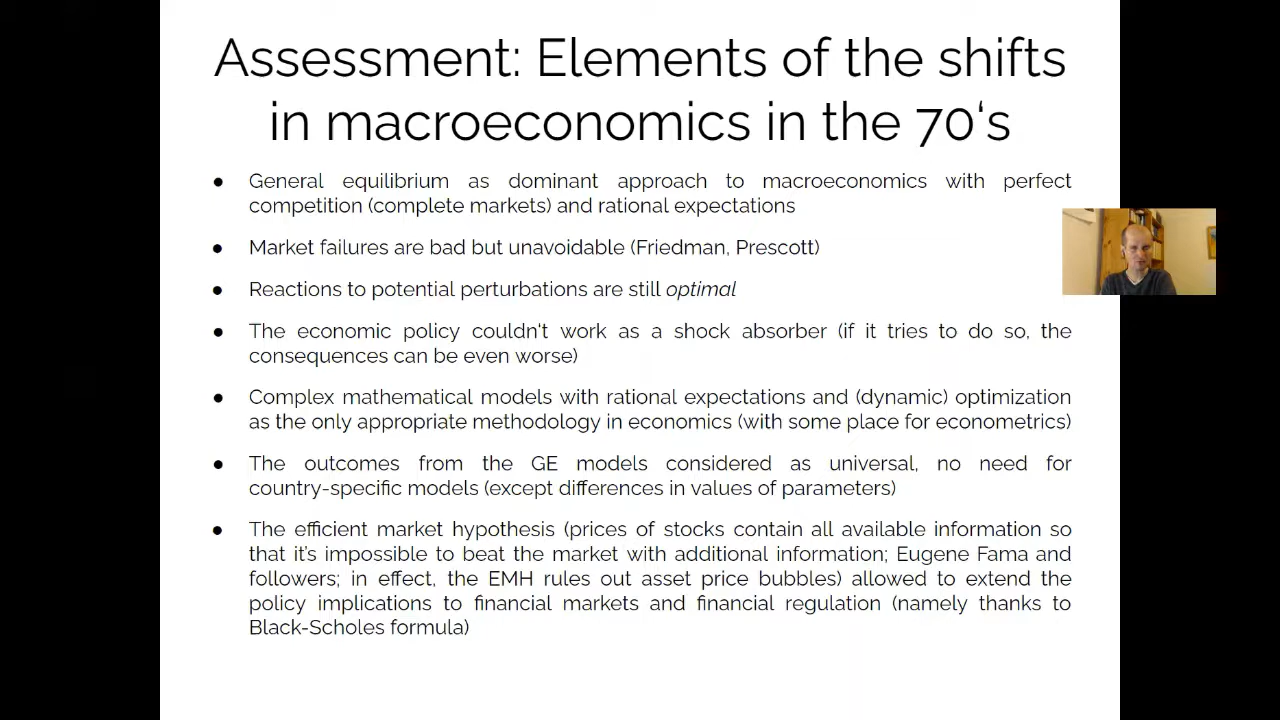 Assessment: Elements of the shifts
in macroeconomics in the 70‘s
● General equilibrium as dominant approach to macroeconomics with perfect
competition (complete markets) and rational expectations
● Market failures are bad but unavoidable (Friedman, Prescott)
● Reactions to potential perturbations are still optimal
● The economic policy couldn't work as a shock absorber (if it tries to do so, the
consequences can be even worse)
● Complex mathematical models with rational expectations and (dynamic) optimization
as the only appropriate methodology in economics (with some place for econometrics)
● The outcomes from the GE models considered as universal, no need for
country-specific models (except differences in values of parameters)
● The efficient market hypothesis (prices of stocks contain all available information so
that it’s impossible to beat the market with additional information; Eugene Fama and
followers; in effect, the EMH rules out asset price bubbles) allowed to extend the
policy implications to financial markets and financial regulation (namely thanks to
Black-Scholes formula)